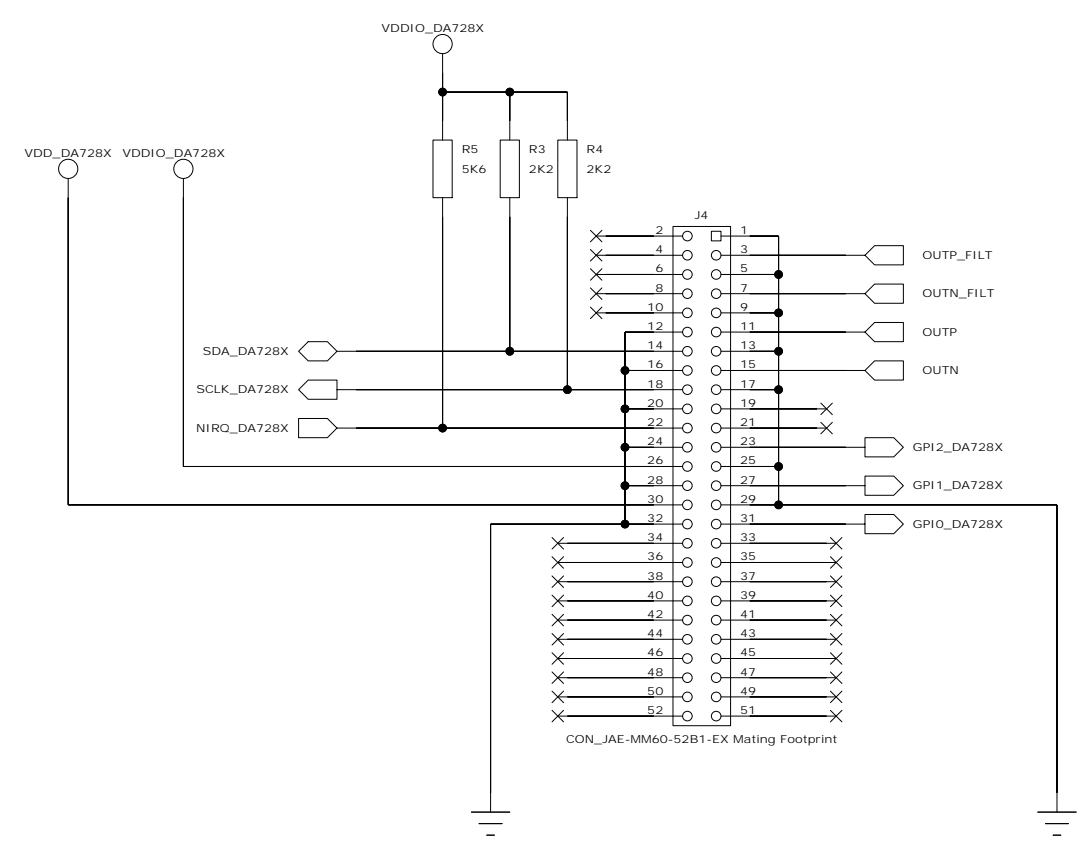 VDDIO_DA728X
VDD_DA728X VDDIO_DA728X
R5 R3 R4
5K6 2K2 2K2
J4
2 1
4 3 OUTP_FILT
6 5
8 7 OUTN_FILT
10 9
12 11 OUTP
SDA_DA728X 14 13
16 15 OUTN
SCLK_DA728X 18 17
20 19
NIRQ_DA728X 22 21
24 23 GPI2_DA728X
26 25
28 27 GPI1_DA728X
30 29
32 31 GPI0_DA728X
34 33
36 35
38 37
40 39
42 41
44 43
46 45
48 47
50 49
52 51
CON_JAE-MM60-52B1-EX Mating Footprint